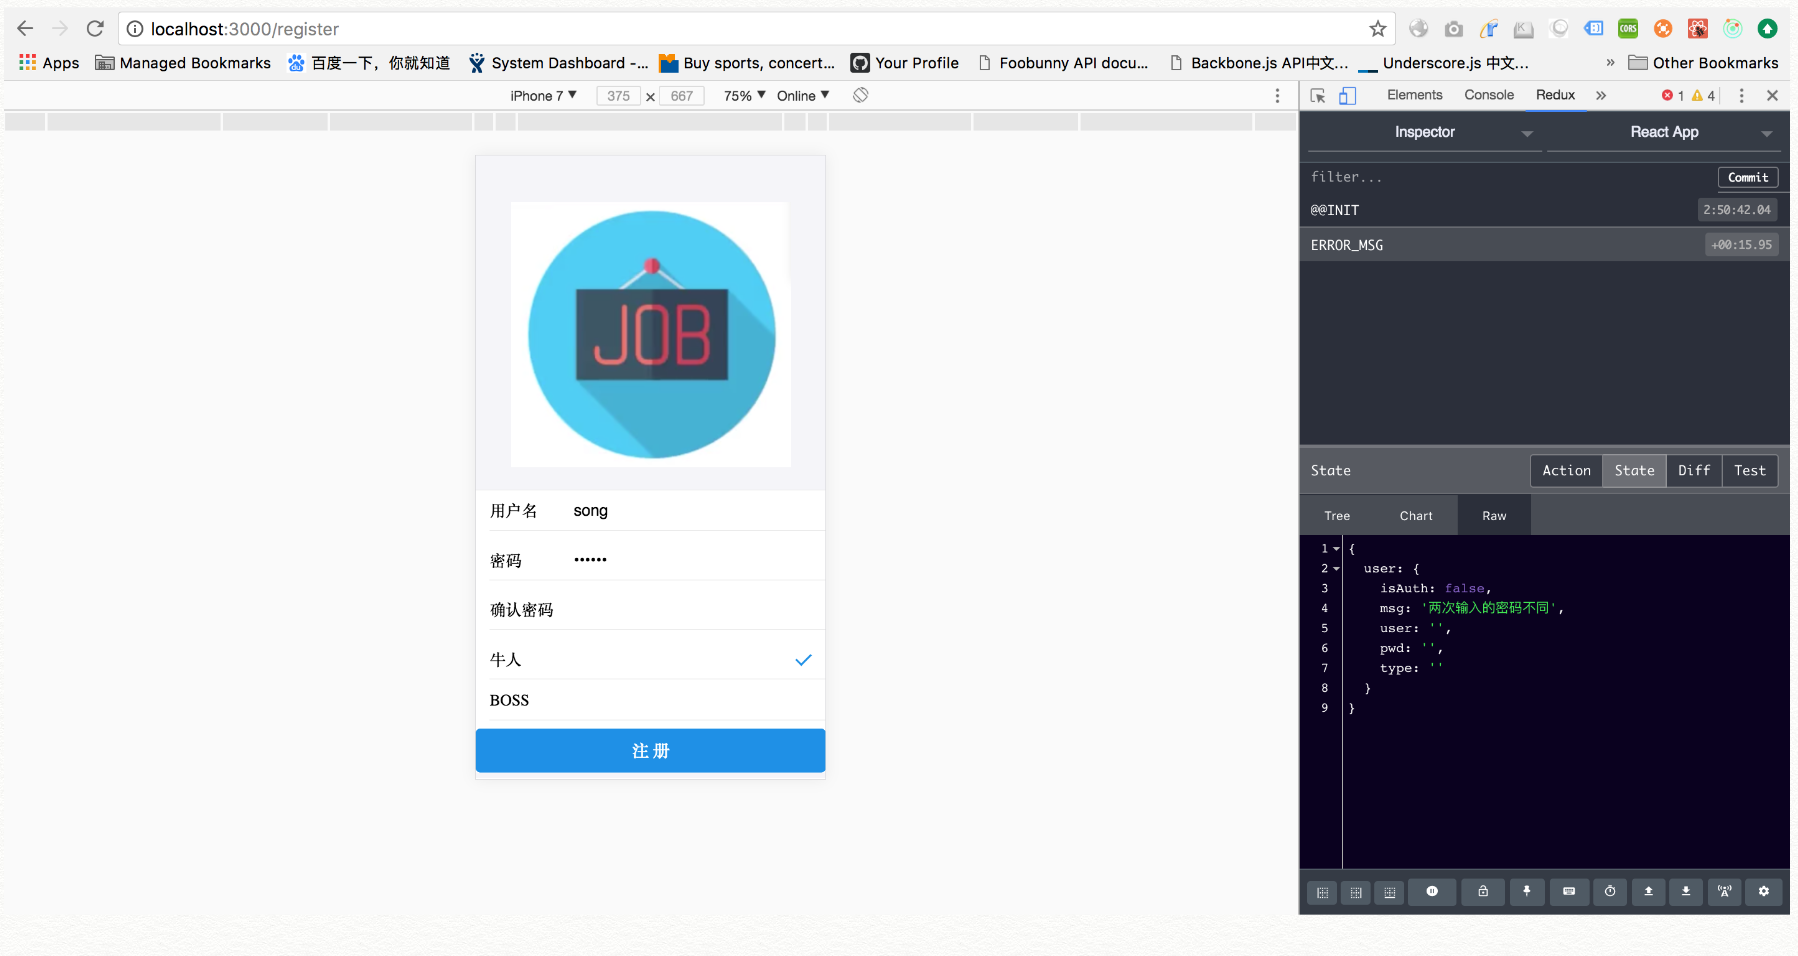 localhost:3000/register
Apps Managed Bookmarks 百度一下，你就知道 System Dashboard -... Buy sports, concert... Your Profile Foobunny API docu... Backbone.js API中文... Underscore.js 中文... » Other Bookmarks
iPhone 7 375 × 667 75% Online
Elements Console Redux » 1 4
Inspector React App
filter... Commit
@@INIT 2:50:42.04
ERROR_MSG +00:15.95
JOB
用户名 song
密码 ••••••
确认密码
牛人
BOSS
注 册
State Action State Diff Test
Tree Chart Raw
1 {
2 user: {
3 isAuth: false,
4 msg: '两次输入的密码不同',
5 user: '',
6 pwd: '',
7 type: ''
8 }
9 }